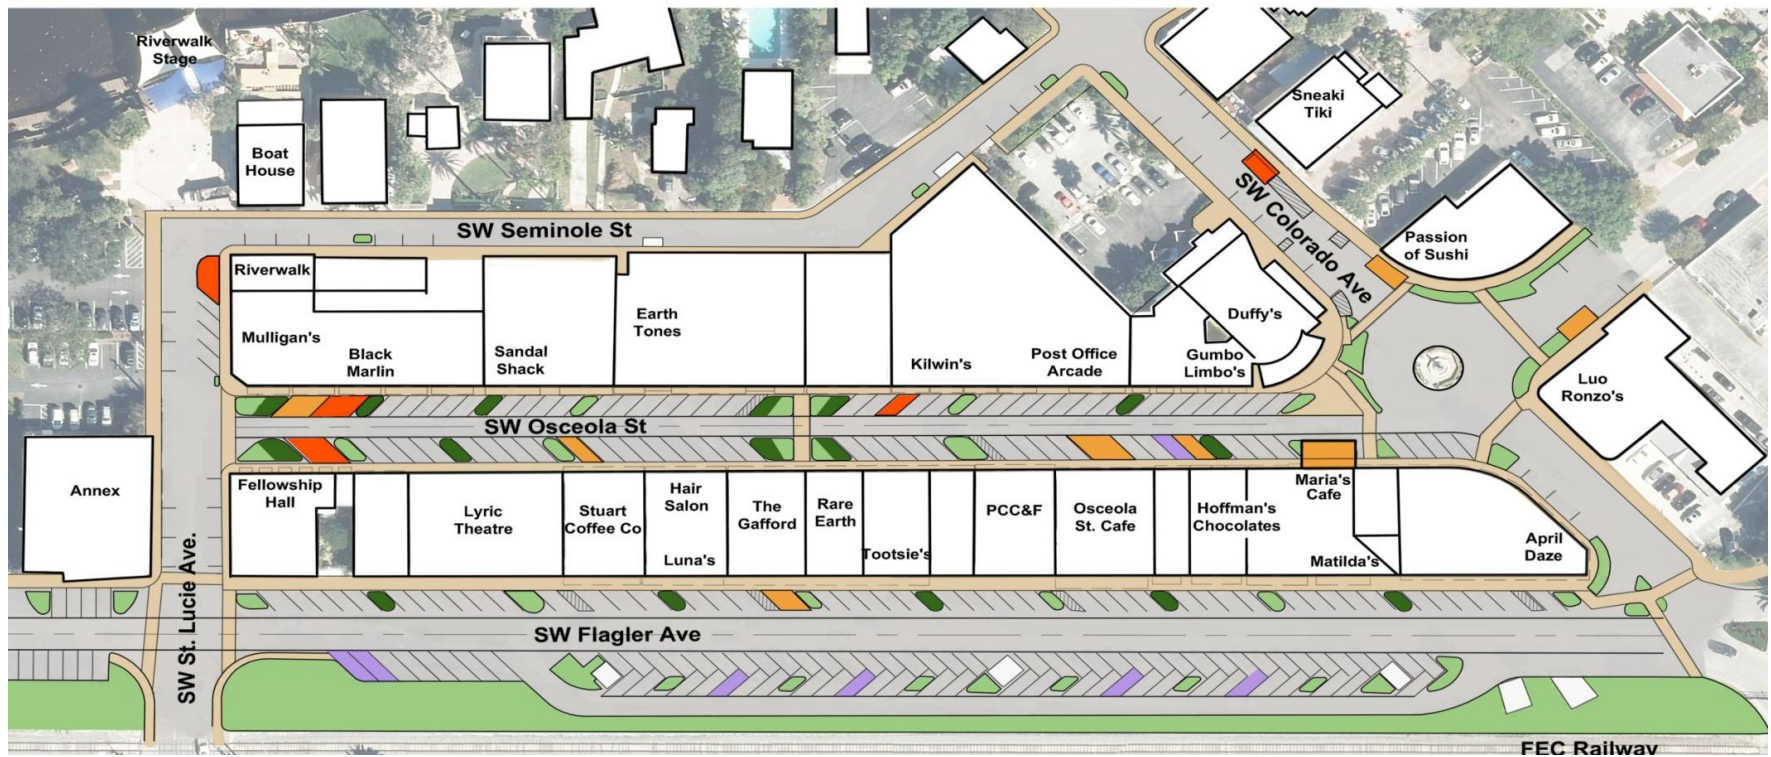 Riverwalk
Stage
Boat
House
Sneaki
Tiki
SW Seminole St
SW Colorado Ave
Passion
of Sushi
Riverwalk
Mulligan's
Black
Marlin
Sandal
Shack
Earth
Tones
Kilwin's
Post Office
Arcade
Gumbo
Limbo's
Duffy's
Luo
Ronzo's
SW Osceola St
Annex
Fellowship
Hall
Lyric
Theatre
Stuart
Coffee Co
Hair
Salon
Luna's
The
Gafford
Rare
Earth
Tootsie's
PCC&F
Osceola
St. Cafe
Hoffman's
Chocolates
Maria's
Cafe
Matilda's
April
Daze
SW St. Lucie Ave.
SW Flagler Ave
FEC Railway